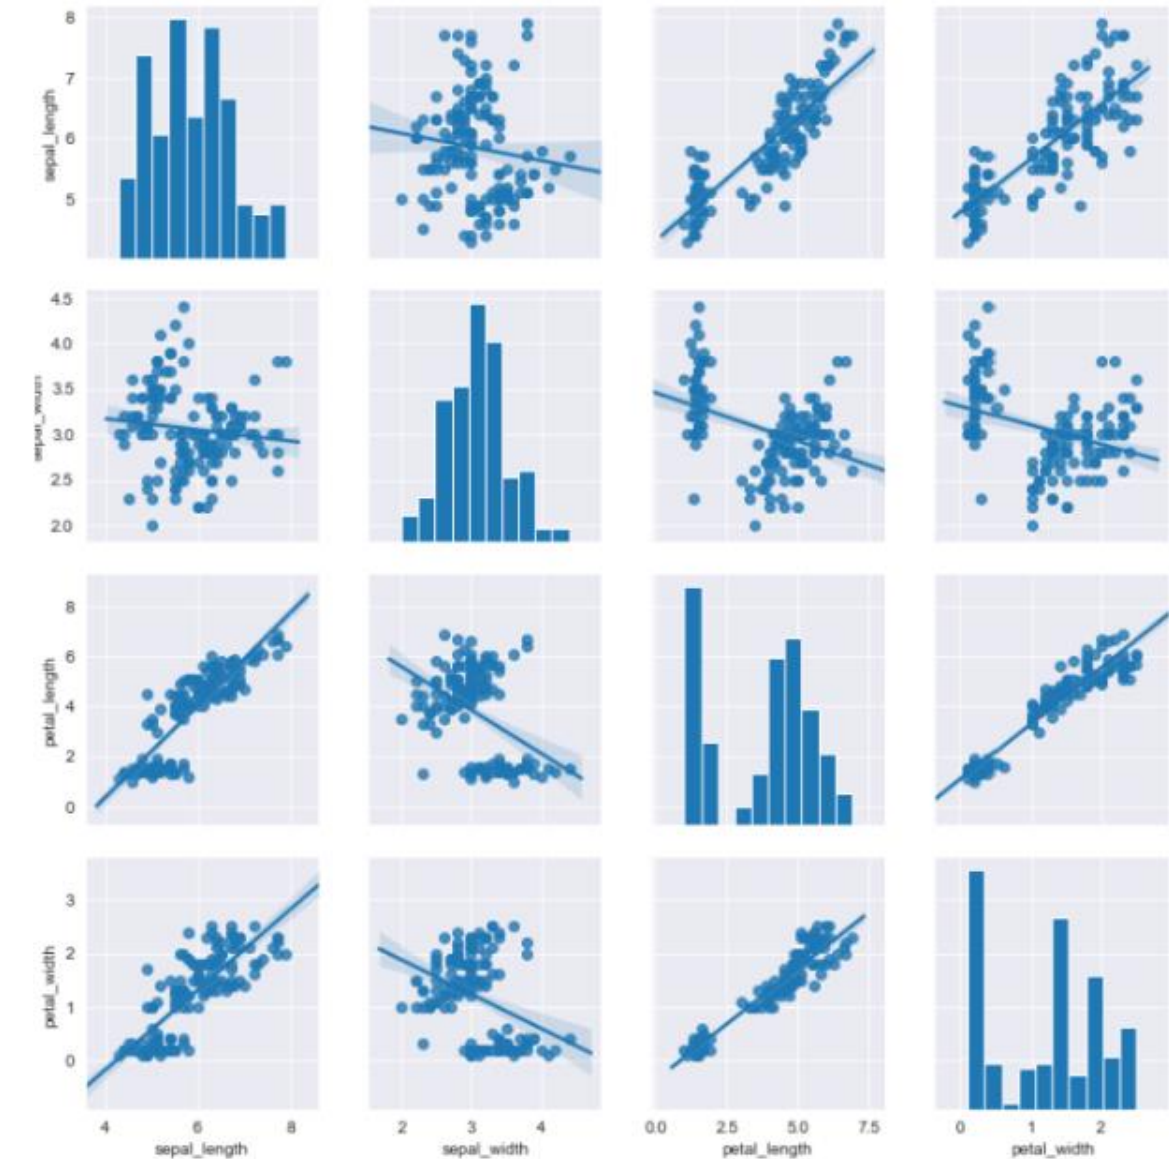 8
7
6
5
sepal_length
4.5
4.0
3.5
3.0
2.5
2.0
sepal_width
8
6
4
2
0
petal_length
3
2
1
0
petal_width
4 6 8
2 4
0.0 2.5 5.0 7.5
0 1 2
sepal_length sepal_width petal_length petal_width